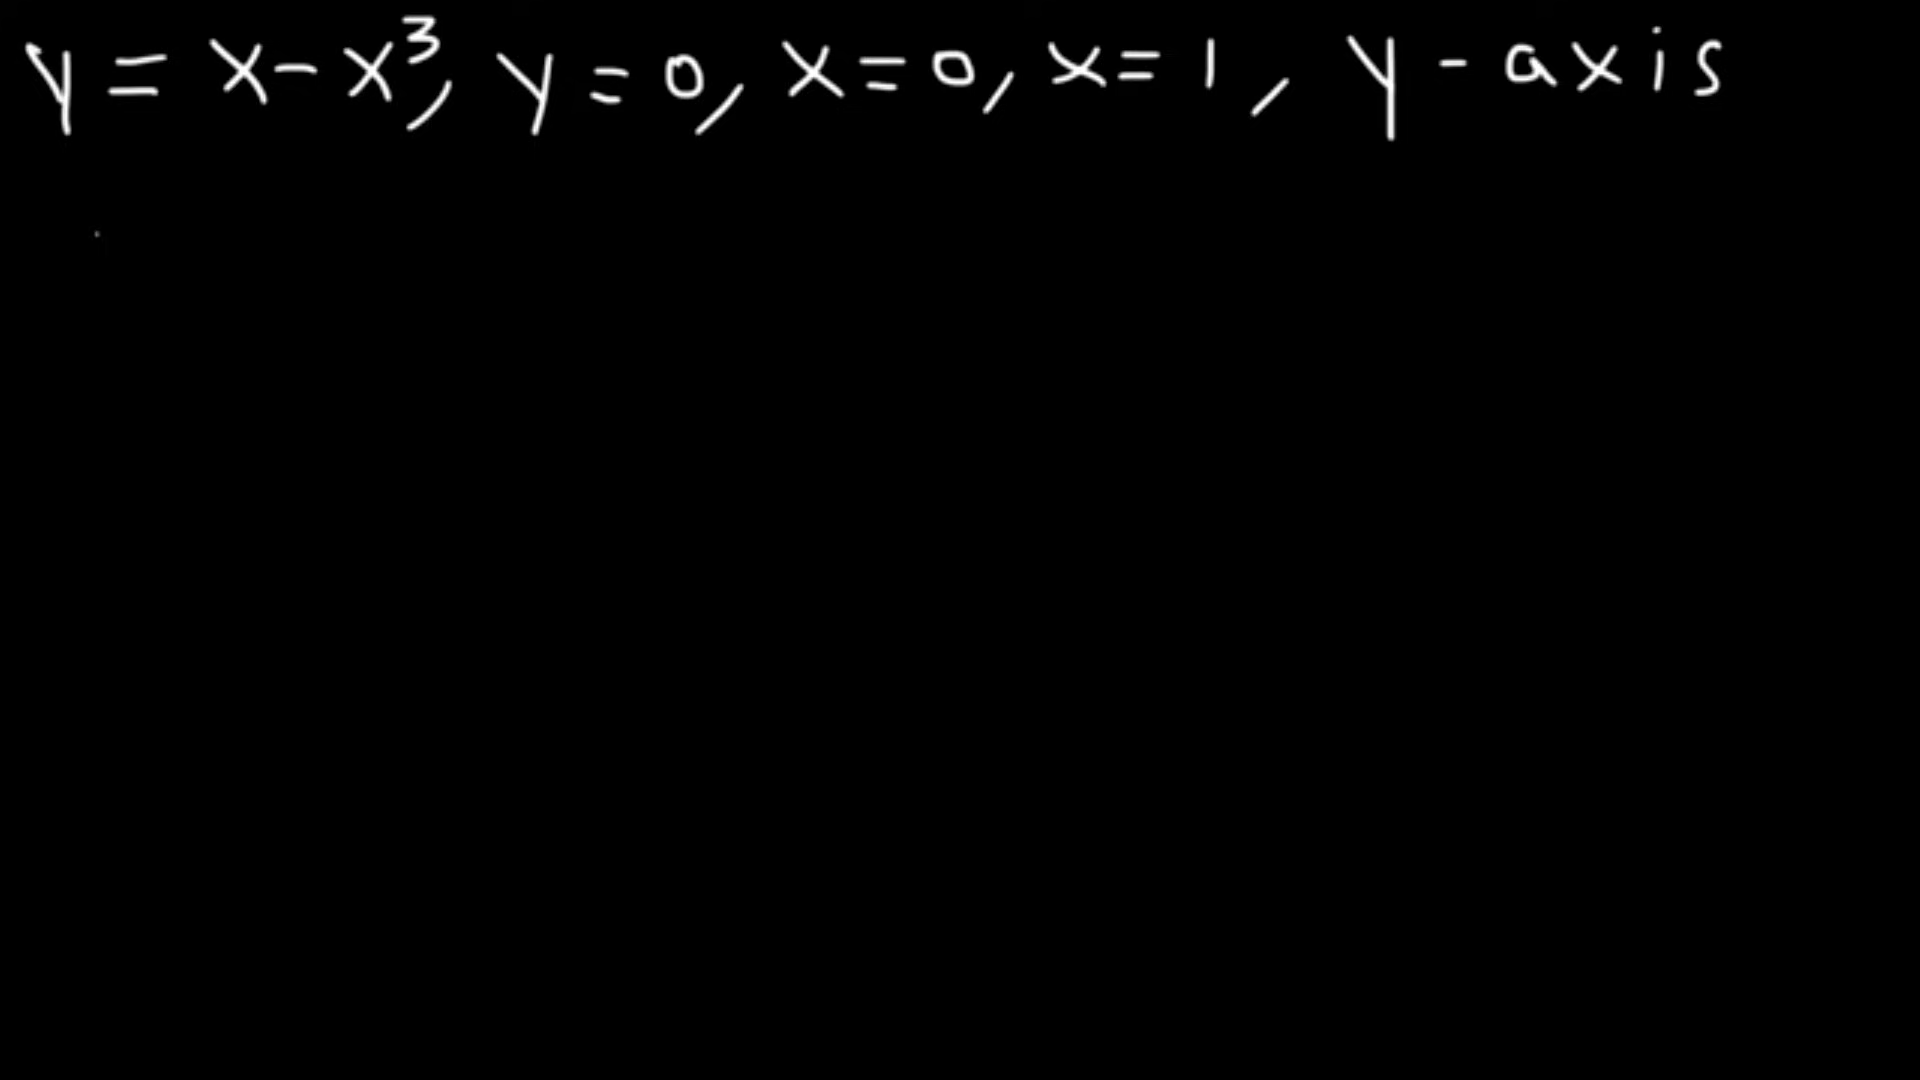 y = x - x³, y = 0, x = 0, x = 1, y - axis